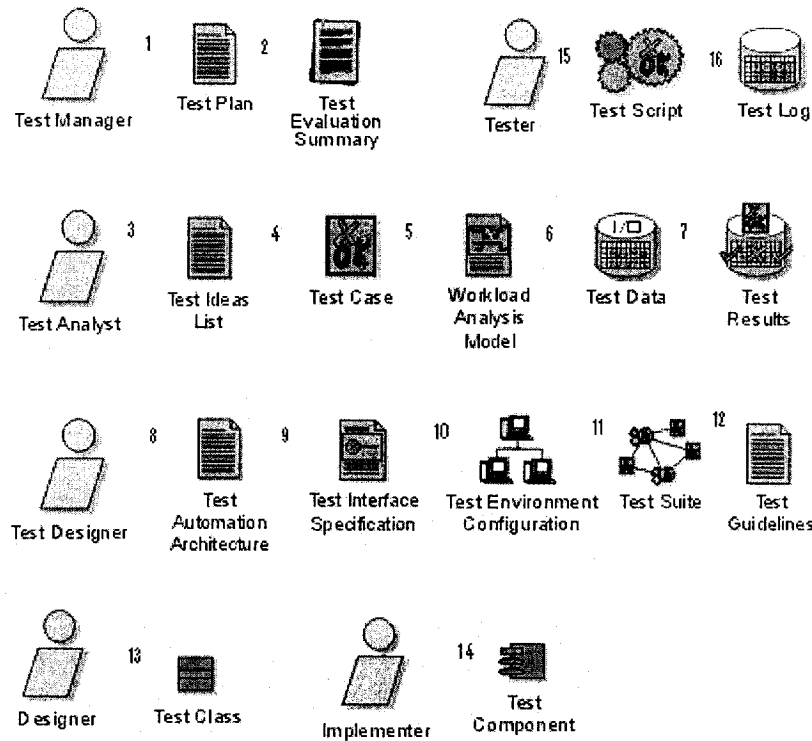 1
2
15
16
Test Manager
Test Plan
Test
Evaluation
Summary
Tester
X
OK
Test Script
Test Log
3
4
5
6
7
Test Analyst
Test Ideas
List
X
OK
Test Case
Workload
Analysis
Model
I/O
Test Data
Test
Results
8
9
10
11
12
Test Designer
Test
Automation
Architecture
Test Interface
Specification
Test Environment
Configuration
Test Suite
Test
Guidelines
13
14
Designer
Test Class
Implementer
Test
Component